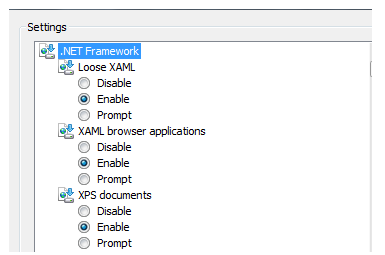 Settings
.NET Framework
Loose XAML
Disable
Enable
Prompt
XAML browser applications
Disable
Enable
Prompt
XPS documents
Disable
Enable
Prompt